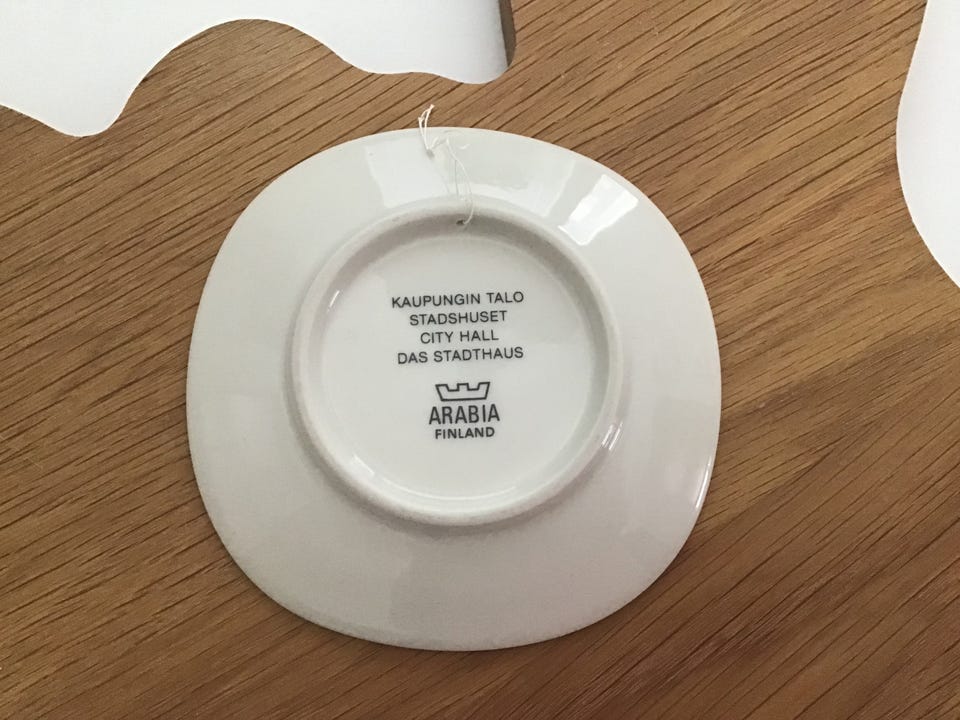 KAUPUNGIN TALO
STADSHUSET
CITY HALL
DAS STADTHAUS
ARABIA
FINLAND